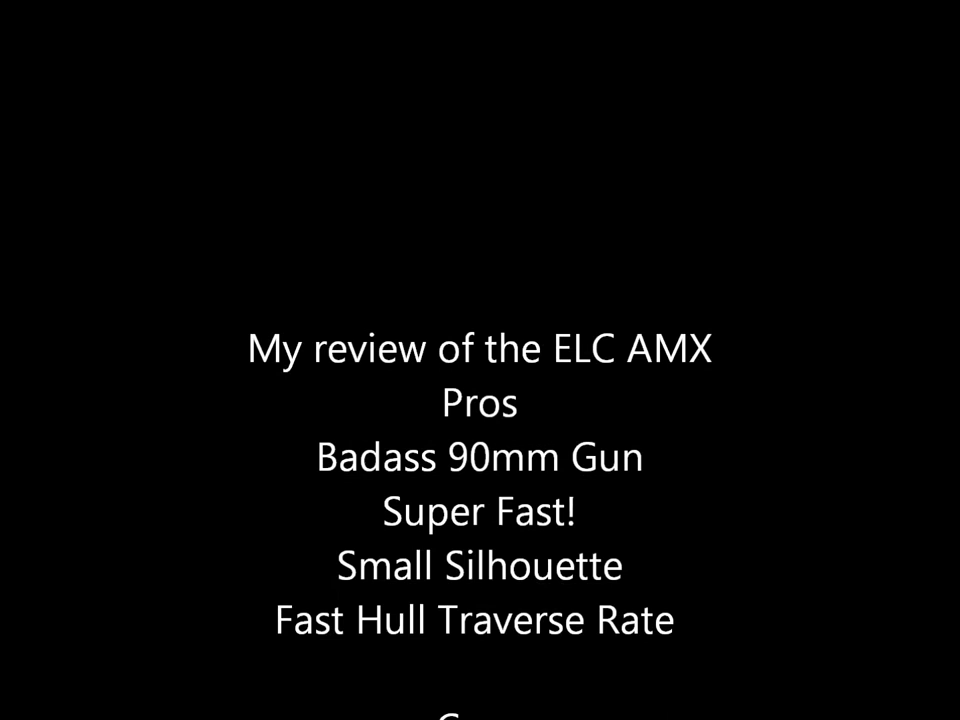 My review of the ELC AMX
Pros
Badass 90mm Gun
Super Fast!
Small Silhouette
Fast Hull Traverse Rate